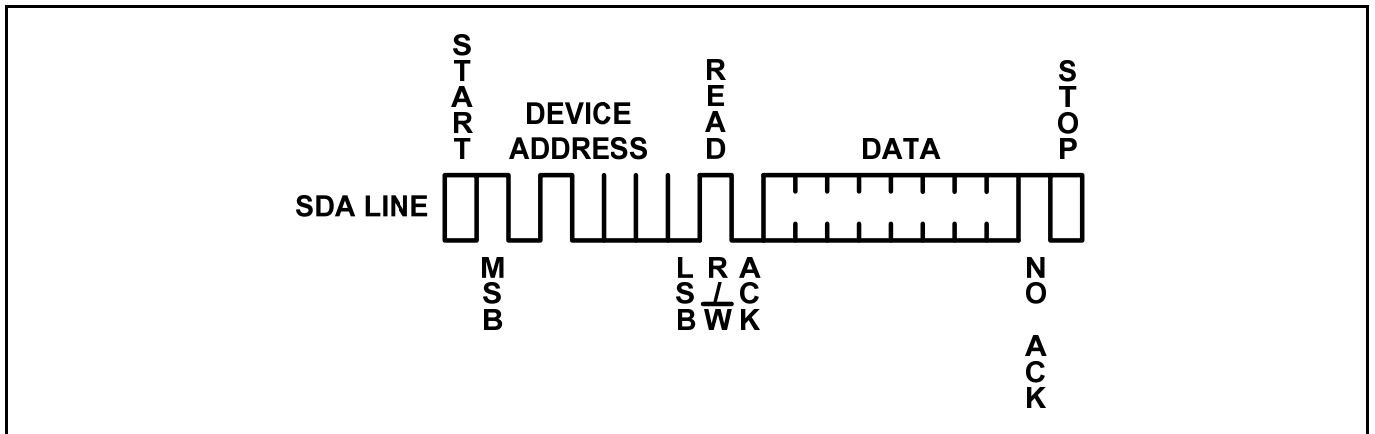 START
DEVICE
ADDRESS
READ
DATA
STOP
SDA LINE
MSB
LSB
R/W
ACK
NO ACK